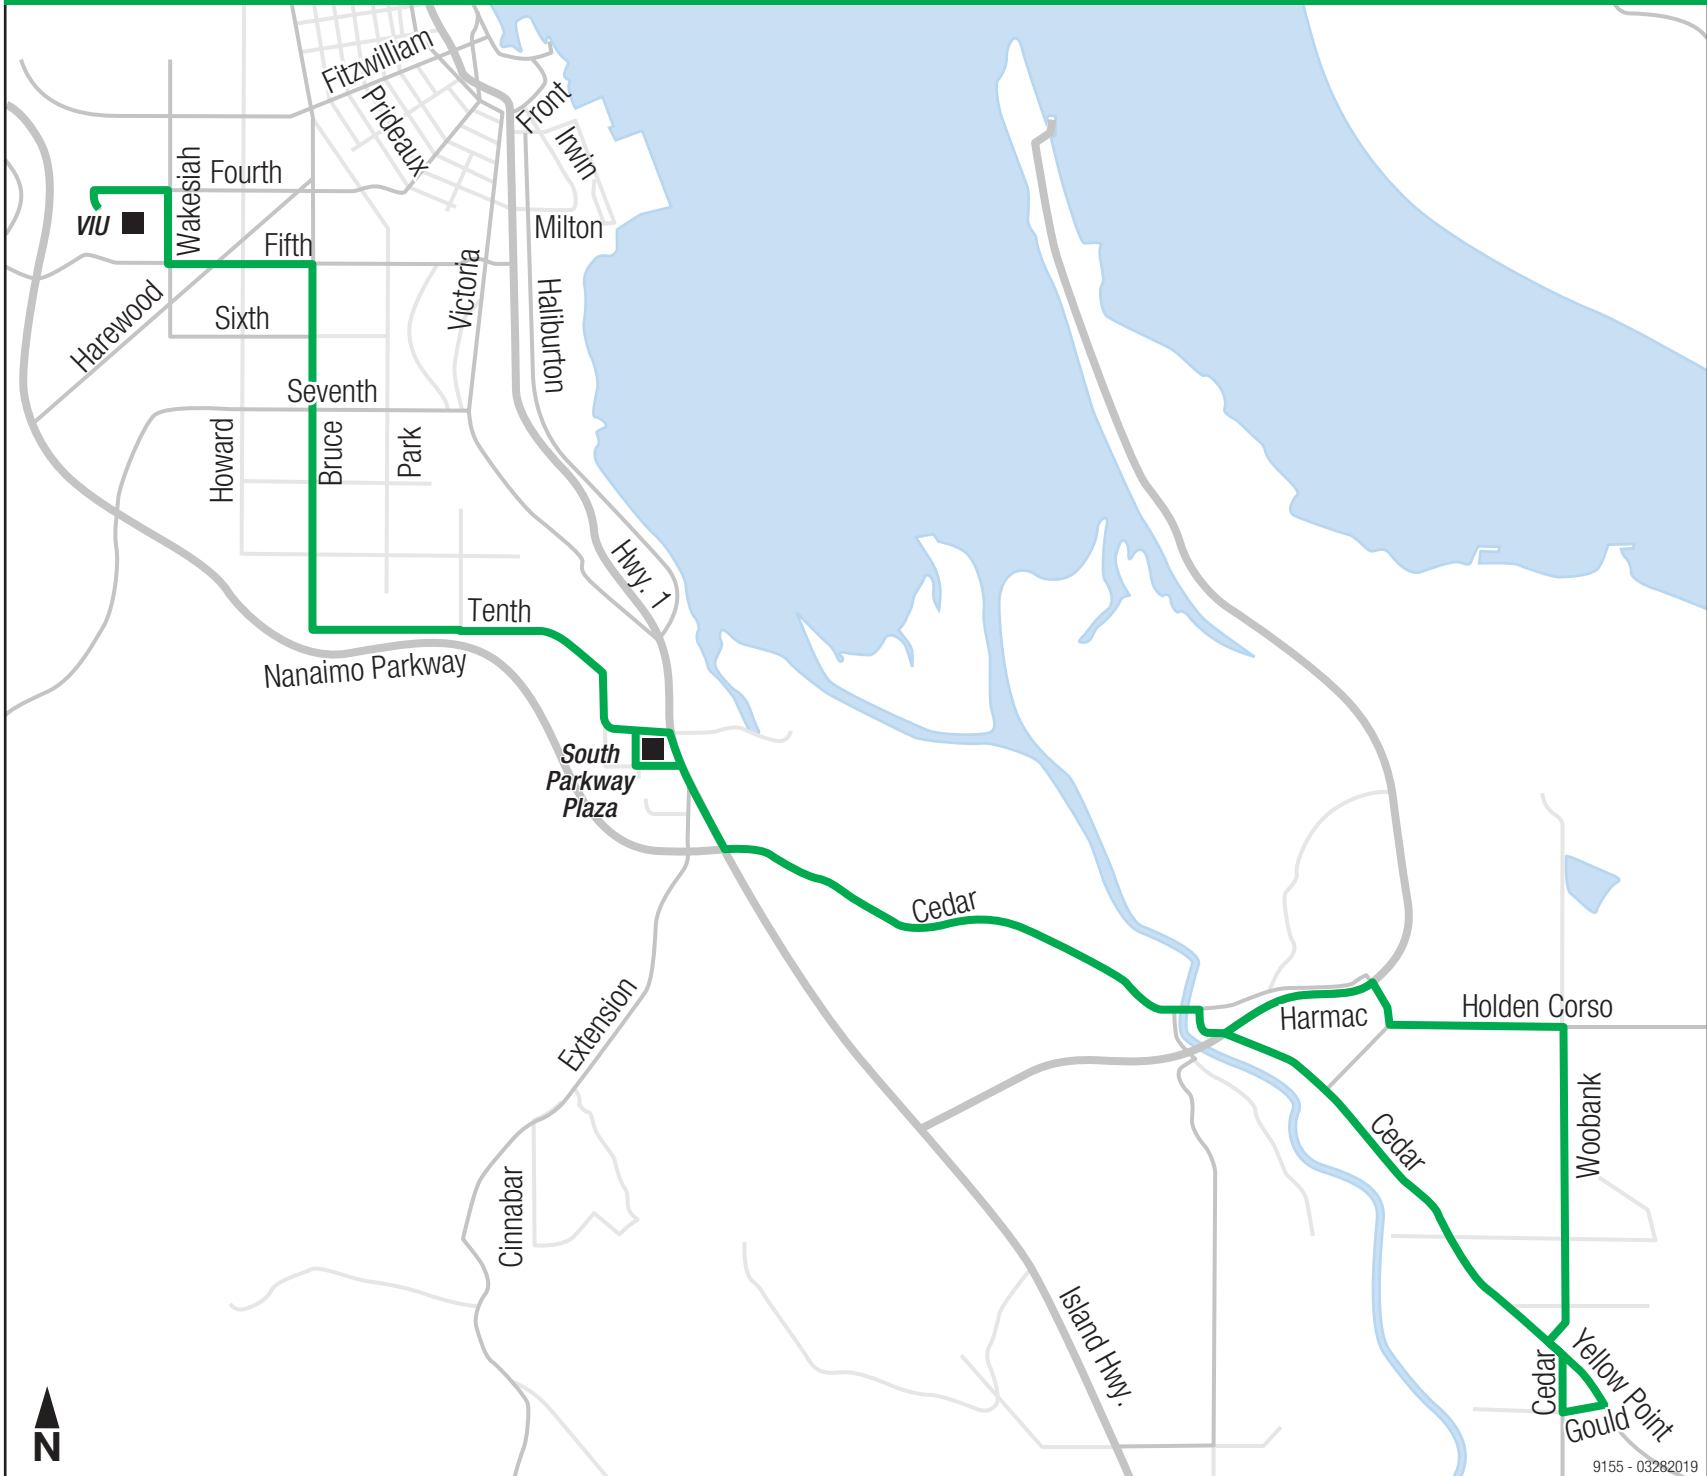 Fitzwilliam
Prideaux
Front
Irwin
Wakesiah
Fourth
VIU
Milton
Fifth
Victoria
Haliburton
Harewood
Sixth
Seventh
Howard
Bruce
Park
Hwy. 1
Tenth
Nanaimo Parkway
South
Parkway
Plaza
Cedar
Extension
Harmac
Holden Corso
Woobank
Cedar
Cinnabar
Island Hwy.
Yellow Point
Cedar
Gould
N
9155 - 03282019